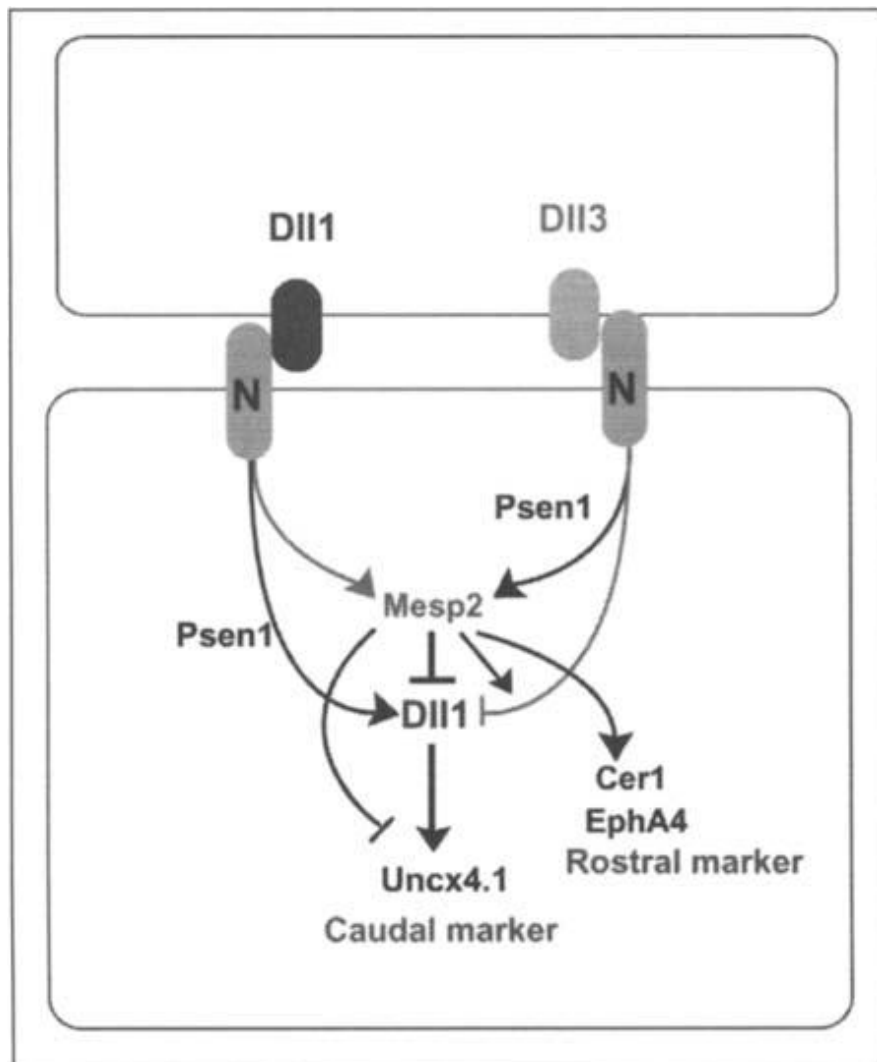 Dll1
Dll3
N
N
Psen1
Mesp2
Psen1
Dll1
Cer1
EphA4
Rostral marker
Uncx4.1
Caudal marker